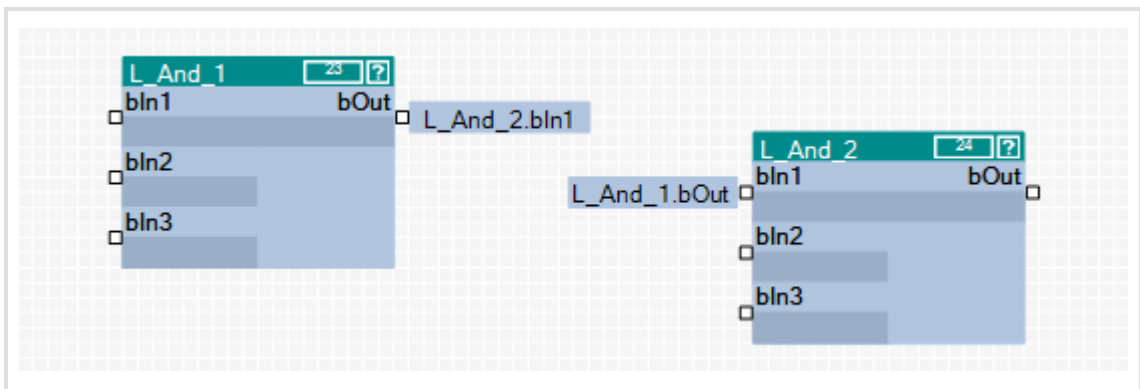 L_And_1 23 ?
bIn1 bOut
L_And_2.bIn1
bIn2
bIn3
L_And_2 24 ?
bIn1 bOut
L_And_1.bOut
bIn2
bIn3